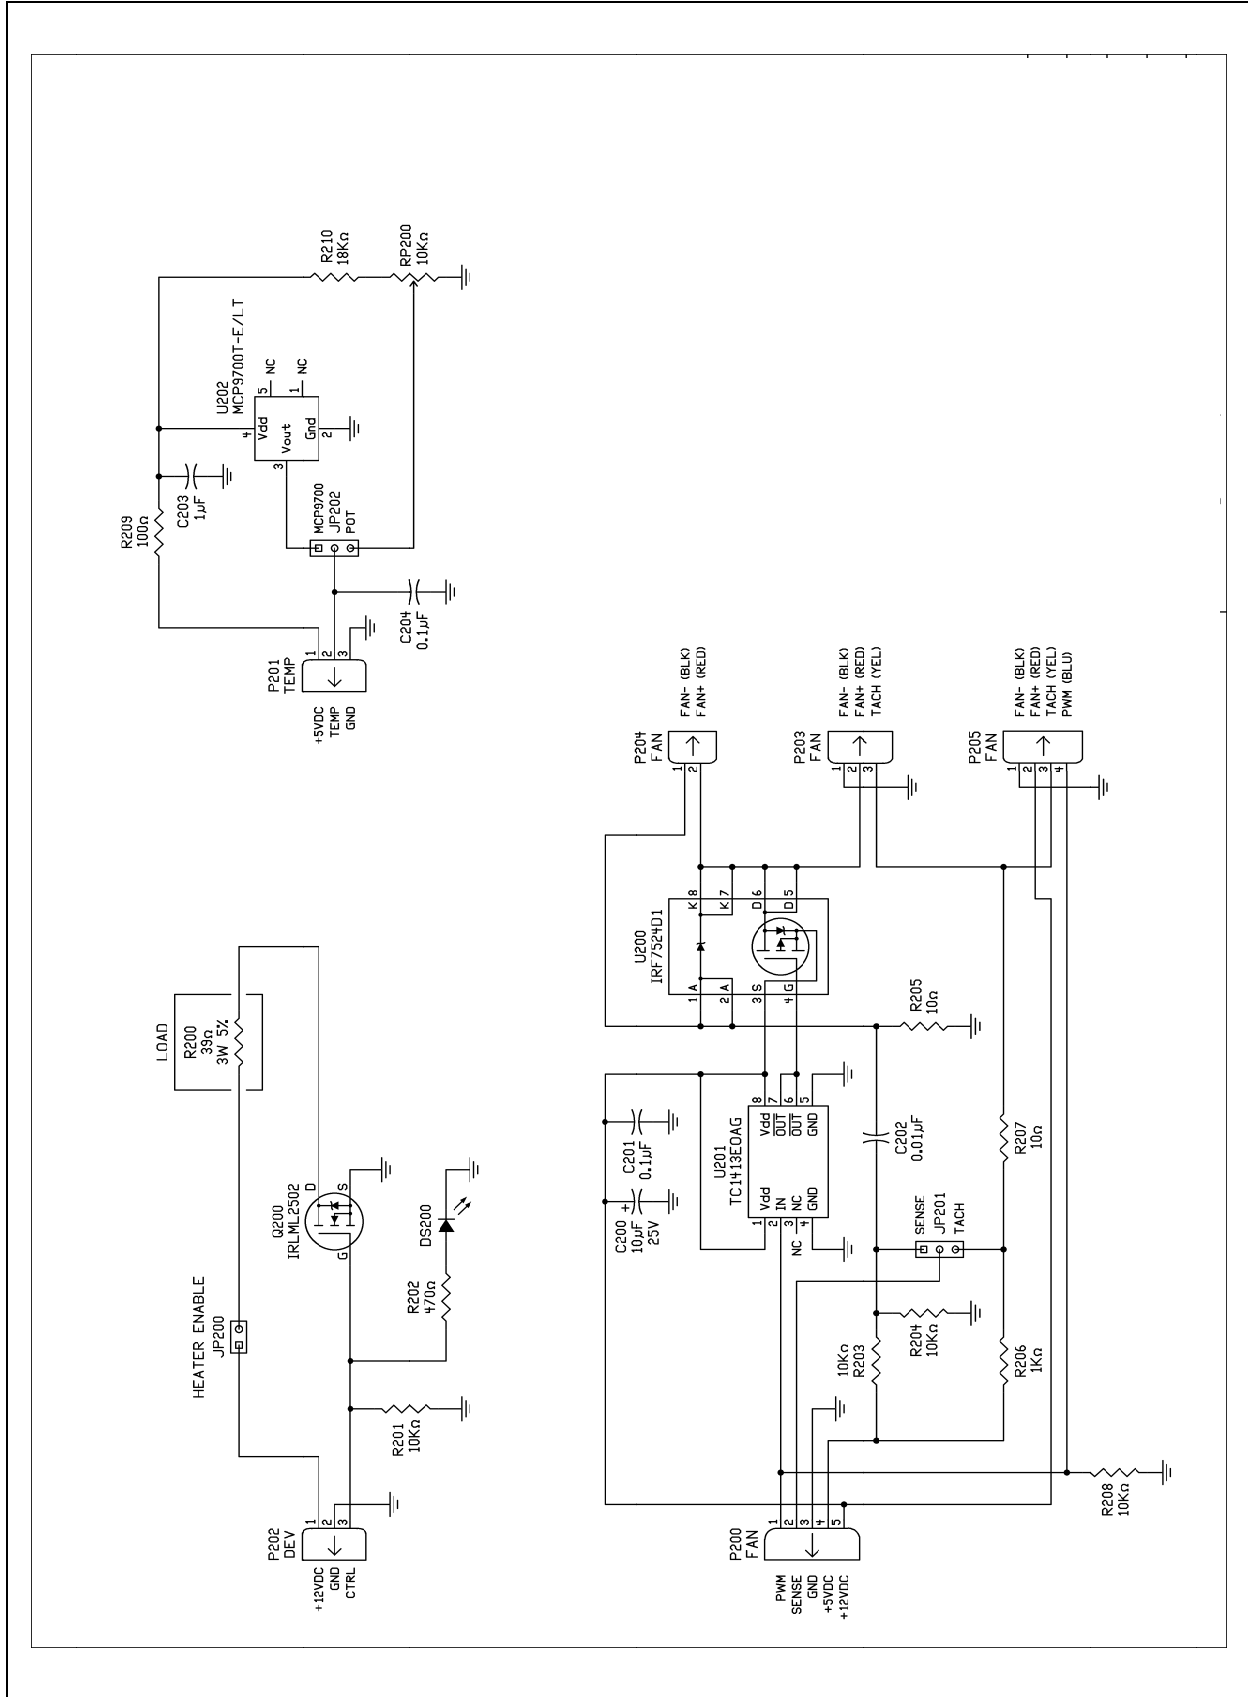 HEATER ENABLE
JP200
LOAD
R200
39Ω
3W 5%
P202
DEV
+12VDC
GND
CTRL
1
2
3
R201
10KΩ
R202
470Ω
DS200
Q200
IRLML2502
G
D
S
P201
TEMP
+5VDC
TEMP
GND
1
2
3
R209
100Ω
C203
1µF
C204
0.1µF
MCP9700
JP202
POT
U202
MCP9700T-E/LT
Vdd
Vout
Gnd
4
3
2
5
NC
1
NC
R210
18KΩ
RP200
10KΩ
P200
FAN
PWM
SENSE
GND
+5VDC
+12VDC
1
2
3
4
5
C200
10µF
25V
+
C201
0.1µF
U201
TC1413EOAG
1
Vdd
2
IN
3
NC
NC
4
GND
8
Vdd
7
OUT
6
OUT
5
GND
U200
IRF7524D1
1
A
2
A
3
S
4
G
K
8
K
7
D
6
D
5
R203
10KΩ
R204
10KΩ
R205
10Ω
C202
0.01µF
SENSE
JP201
TACH
R206
1KΩ
R207
10Ω
R208
10KΩ
P204
FAN
1
2
FAN- (BLK)
FAN+ (RED)
P203
FAN
1
2
3
FAN- (BLK)
FAN+ (RED)
TACH (YEL)
P205
FAN
1
2
3
4
FAN- (BLK)
FAN+ (RED)
TACH (YEL)
PWM (BLU)